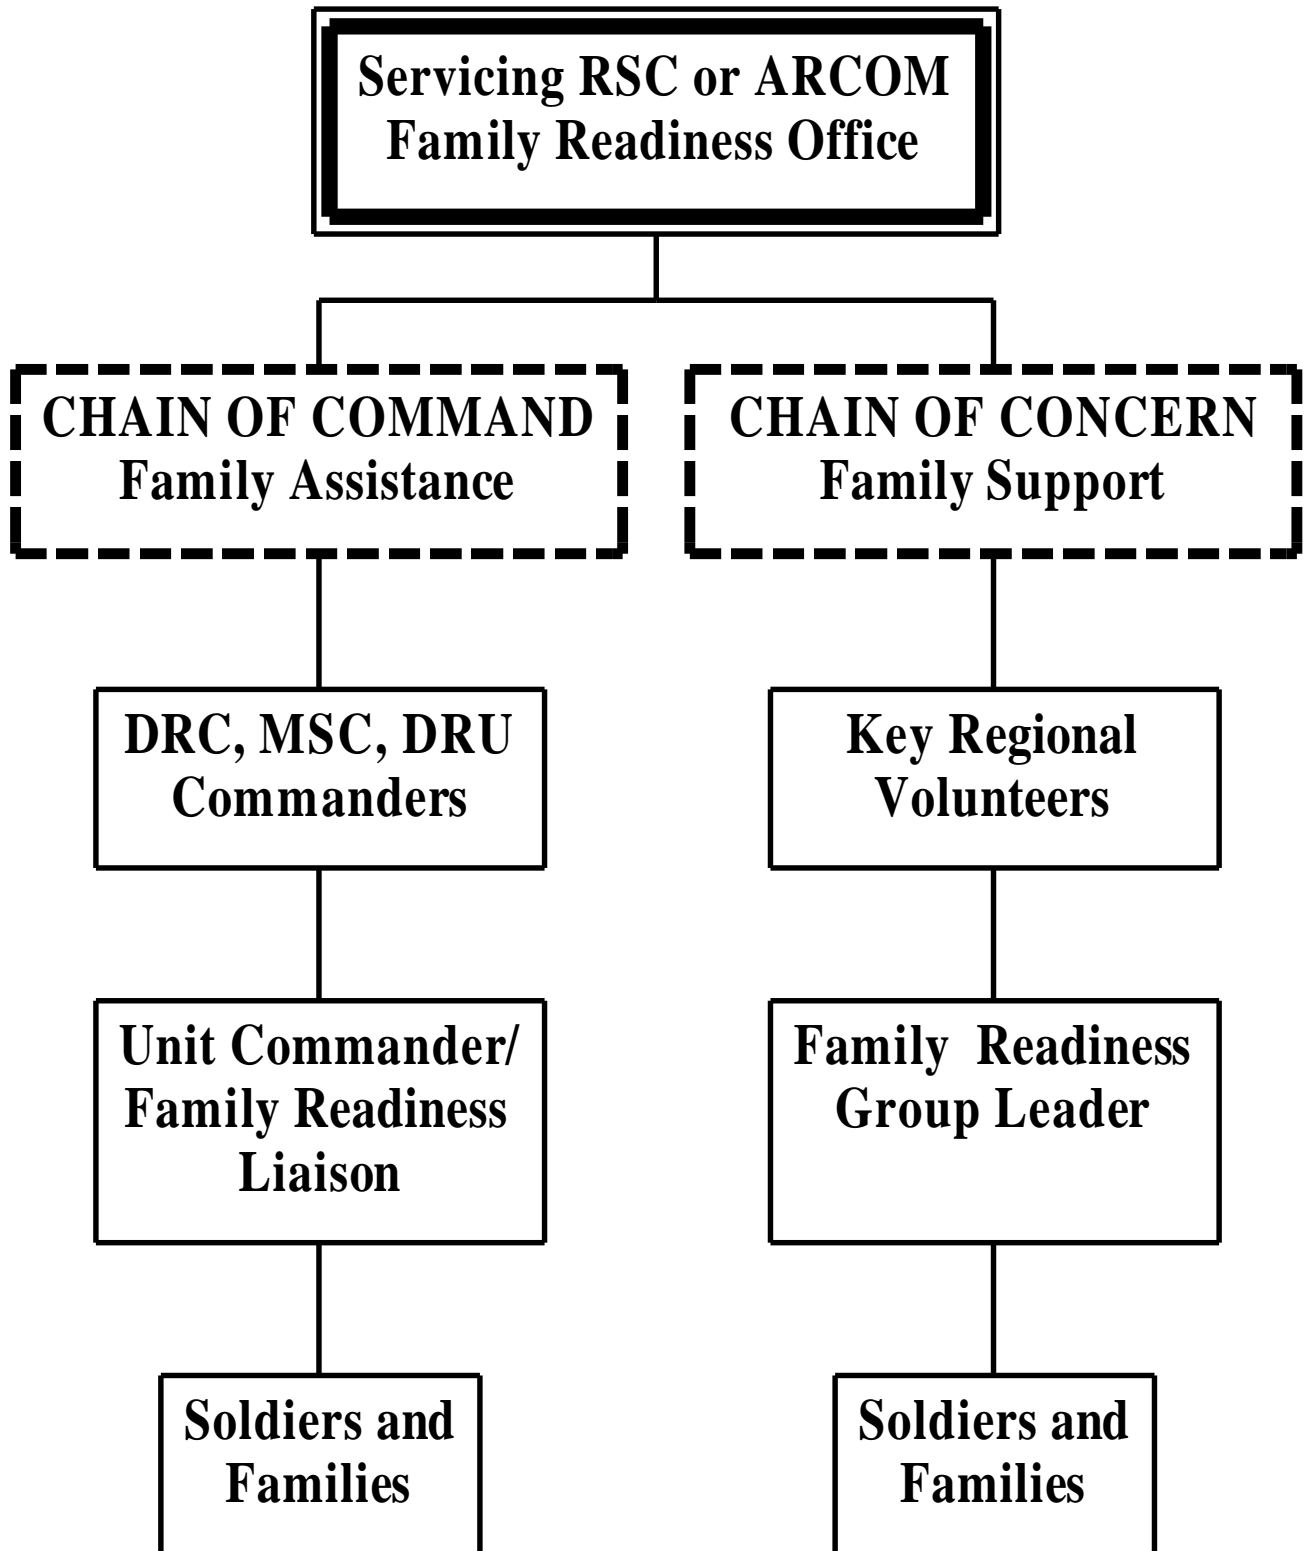 Servicing RSC or ARCOM
Family Readiness Office
CHAIN OF COMMAND
Family Assistance
CHAIN OF CONCERN
Family Support
DRC, MSC, DRU
Commanders
Key Regional
Volunteers
Unit Commander/
Family Readiness
Liaison
Family Readiness
Group Leader
Soldiers and
Families
Soldiers and
Families